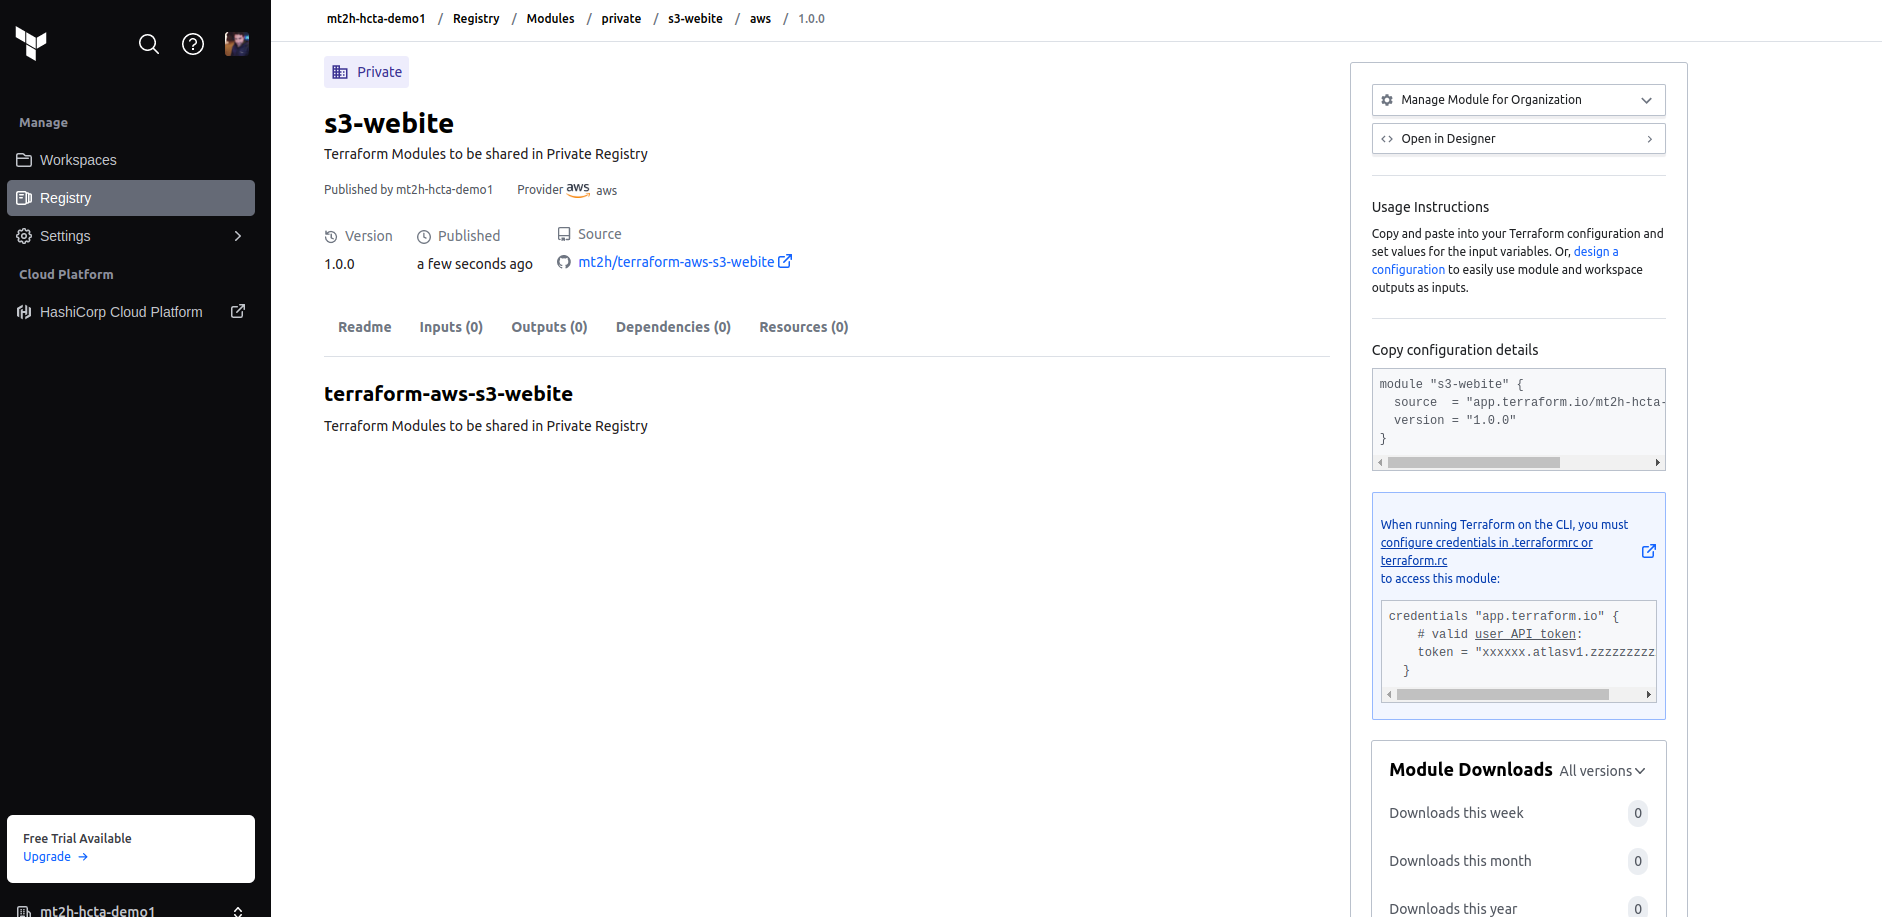 mt2h-hcta-demo1 / Registry / Modules / private / s3-webite / aws / 1.0.0
Manage
Workspaces
Registry
Settings
Cloud Platform
HashiCorp Cloud Platform
Free Trial Available
Upgrade →
mt2h-hcta-demo1
Private
s3-webite
Terraform Modules to be shared in Private Registry
Published by mt2h-hcta-demo1 Provider aws aws
Version Published Source
1.0.0 a few seconds ago mt2h/terraform-aws-s3-webite
Readme Inputs (0) Outputs (0) Dependencies (0) Resources (0)
terraform-aws-s3-webite
Terraform Modules to be shared in Private Registry
Manage Module for Organization
Open in Designer
Usage Instructions
Copy and paste into your Terraform configuration and
set values for the input variables. Or, design a
configuration to easily use module and workspace
outputs as inputs.
Copy configuration details
module "s3-webite" {
source = "app.terraform.io/mt2h-hcta-
version = "1.0.0"
}
When running Terraform on the CLI, you must
configure credentials in .terraformrc or
terraform.rc
to access this module:
credentials "app.terraform.io" {
# valid user API token:
token = "xxxxxx.atlasv1.zzzzzzzzz
}
Module Downloads All versions
Downloads this week 0
Downloads this month 0
Downloads this year 0